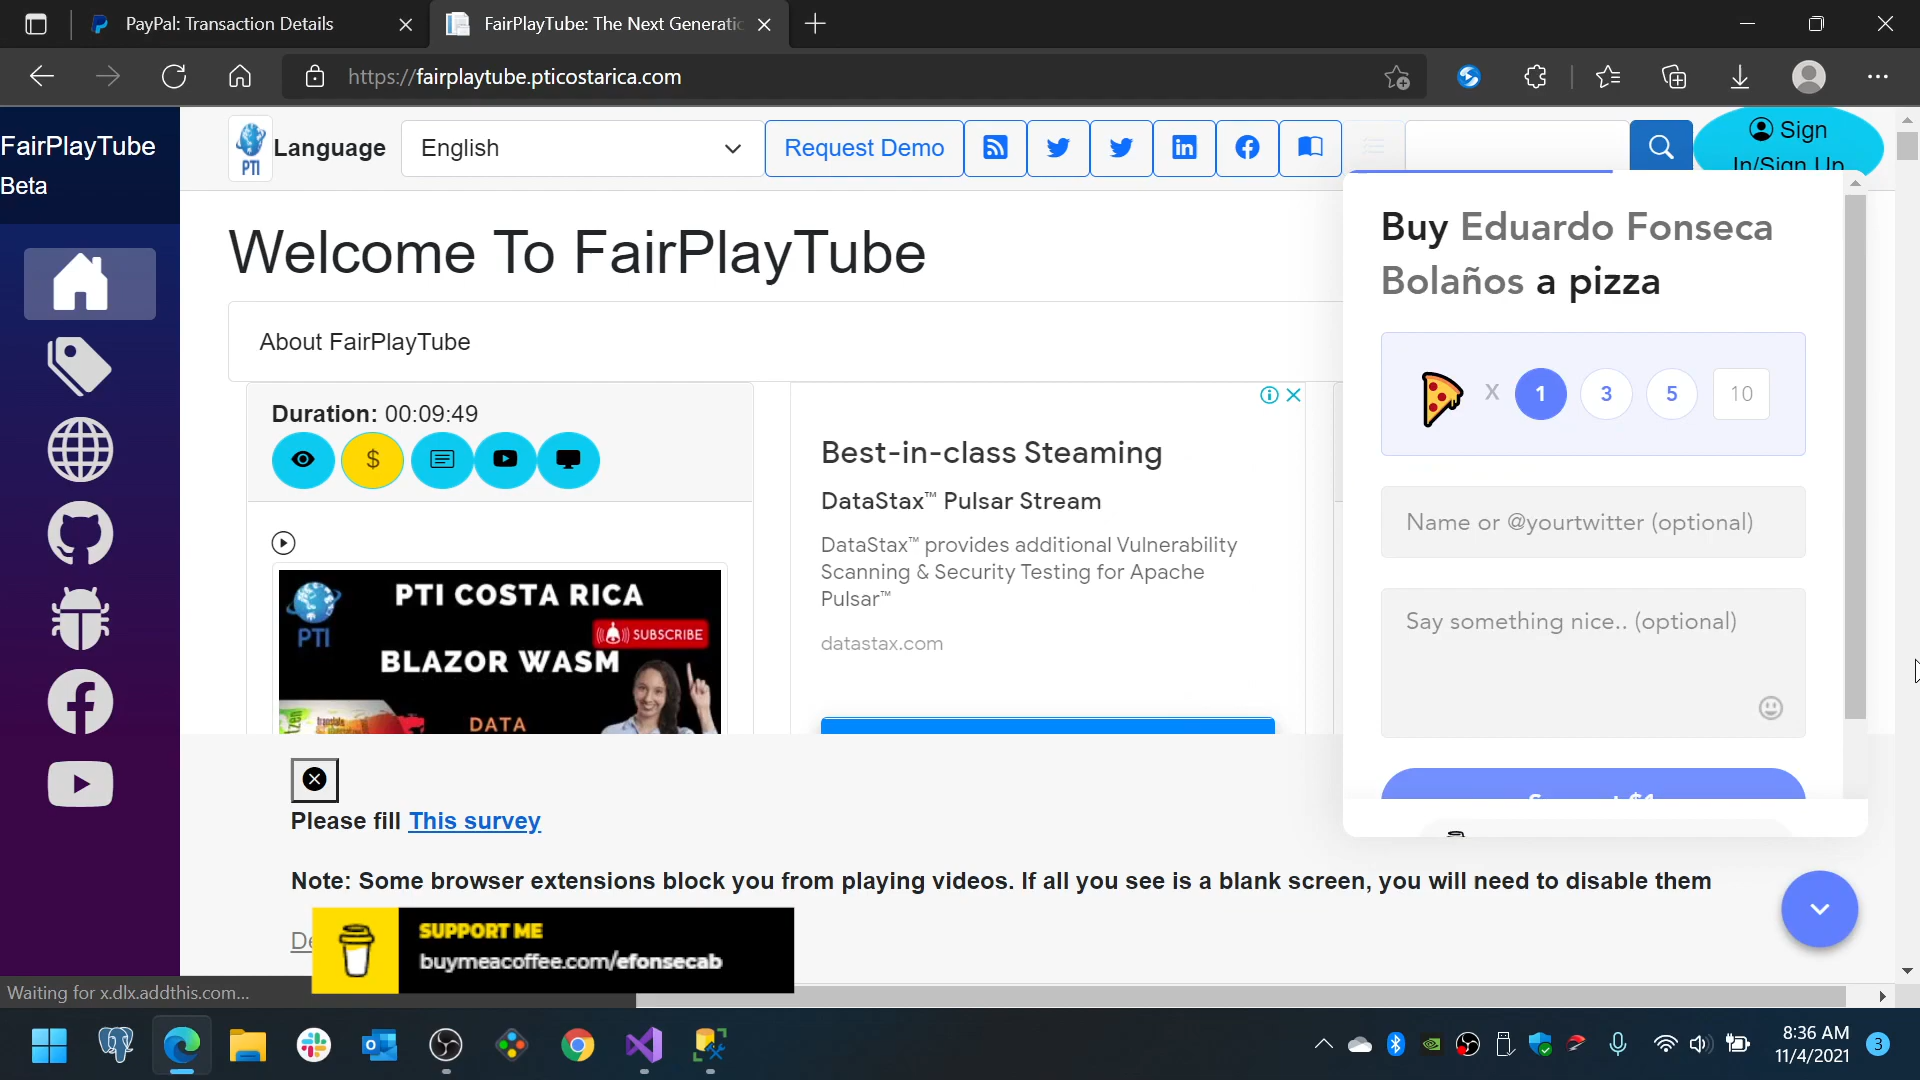 PayPal: Transaction Details
FairPlayTube: The Next Generatic
https://fairplaytube.pticostarica.com
FairPlayTube
Beta
PTI
Language
English
Request Demo
Sign
In/Sign Up
Welcome To FairPlayTube
About FairPlayTube
Duration: 00:09:49
$
PTI COSTA RICA
PTI
SUBSCRIBE
BLAZOR WASM
DATA
Best-in-class Steaming
DataStax™ Pulsar Stream
DataStax™ provides additional Vulnerability
Scanning & Security Testing for Apache
Pulsar™
datastax.com
Buy Eduardo Fonseca
Bolaños a pizza
X 1 3 5 10
Name or @yourtwitter (optional)
Say something nice.. (optional)
Support $1
Please fill This survey
Note: Some browser extensions block you from playing videos. If all you see is a blank screen, you will need to disable them
SUPPORT ME
buymeacoffee.com/efonsecab
Waiting for x.dlx.addthis.com...
8:36 AM
11/4/2021
3